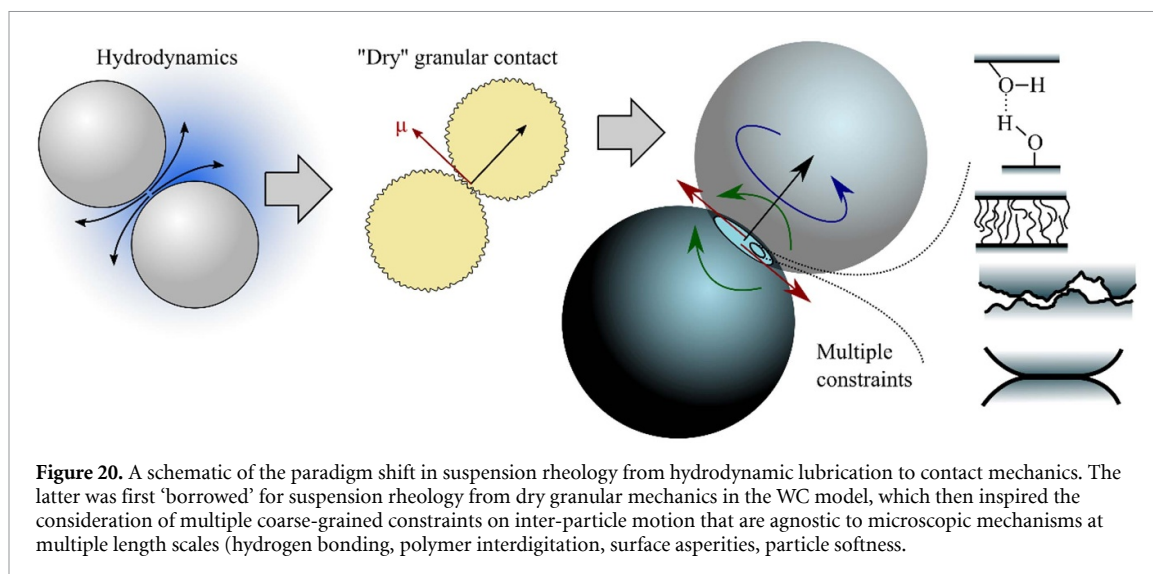 Hydrodynamics
"Dry" granular contact
μ
O–H
H
O
Multiple
constraints
Figure 20. A schematic of the paradigm shift in suspension rheology from hydrodynamic lubrication to contact mechanics. The
latter was first ‘borrowed’ for suspension rheology from dry granular mechanics in the WC model, which then inspired the
consideration of multiple coarse-grained constraints on inter-particle motion that are agnostic to microscopic mechanisms at
multiple length scales (hydrogen bonding, polymer interdigitation, surface asperities, particle softness.